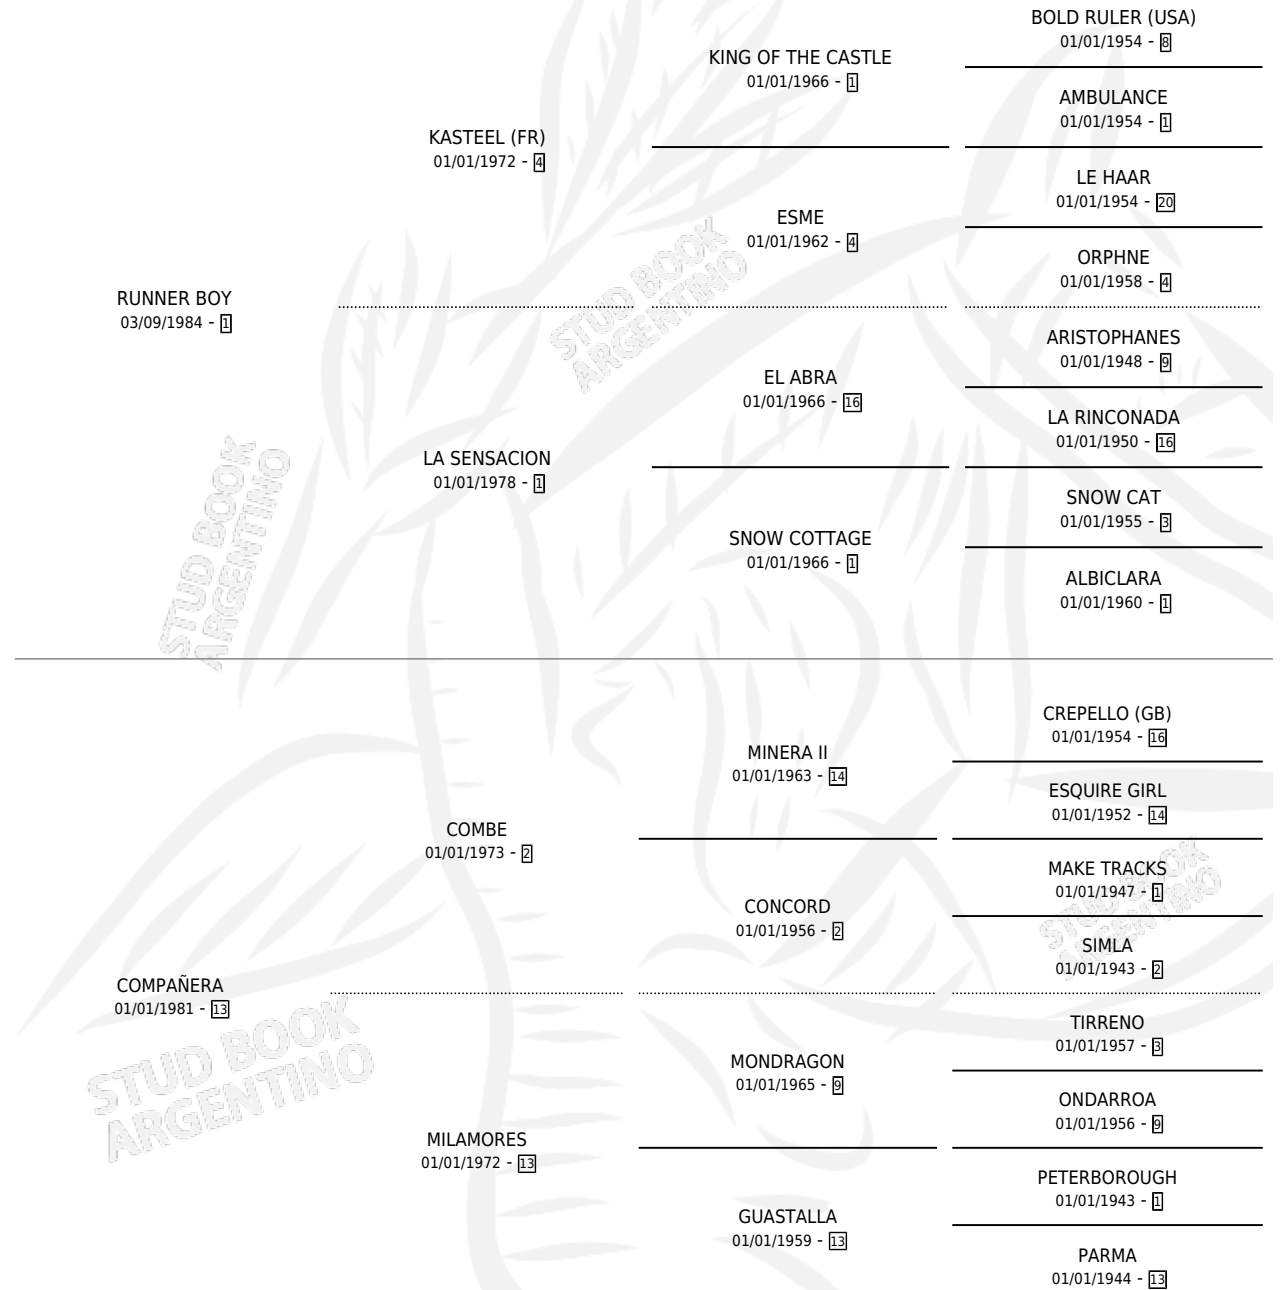 BOLD RULER (USA)
01/01/1954 - 8
KING OF THE CASTLE
01/01/1966 - 1
AMBULANCE
01/01/1954 - 1
KASTEEL (FR)
01/01/1972 - 4
LE HAAR
01/01/1954 - 20
ESME
01/01/1962 - 4
ORPHNE
01/01/1958 - 4
RUNNER BOY
03/09/1984 - 1
ARISTOPHANES
01/01/1948 - 9
EL ABRA
01/01/1966 - 16
LA RINCONADA
01/01/1950 - 16
LA SENSACION
01/01/1978 - 1
SNOW CAT
01/01/1955 - 3
SNOW COTTAGE
01/01/1966 - 1
ALBICLARA
01/01/1960 - 1
CREPELLO (GB)
01/01/1954 - 16
MINERA II
01/01/1963 - 14
ESQUIRE GIRL
01/01/1952 - 14
COMBE
01/01/1973 - 2
MAKE TRACKS
01/01/1947 - 1
CONCORD
01/01/1956 - 2
SIMLA
01/01/1943 - 2
COMPAÑERA
01/01/1981 - 13
TIRRENO
01/01/1957 - 3
MONDRAGON
01/01/1965 - 9
ONDARROA
01/01/1956 - 9
MILAMORES
01/01/1972 - 13
PETERBOROUGH
01/01/1943 - 1
GUASTALLA
01/01/1959 - 13
PARMA
01/01/1944 - 13
STUD BOOK
ARGENTINO
STUD BOOK
ARGENTINO
STUD BOOK
ARGENTINO
STUD BOOK
ARGENTINO